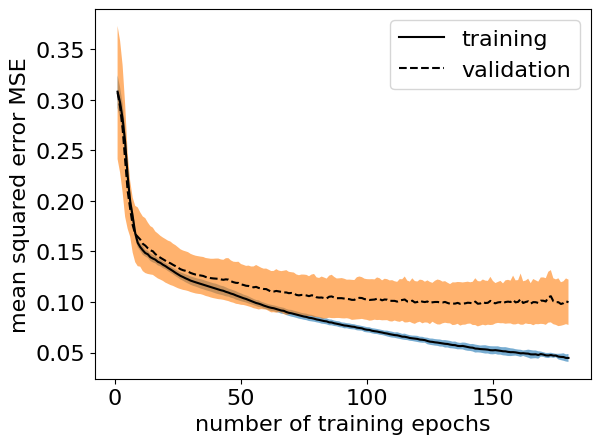 training
validation
mean squared error MSE
0.35
0.30
0.25
0.20
0.15
0.10
0.05
0 50 100 150
number of training epochs